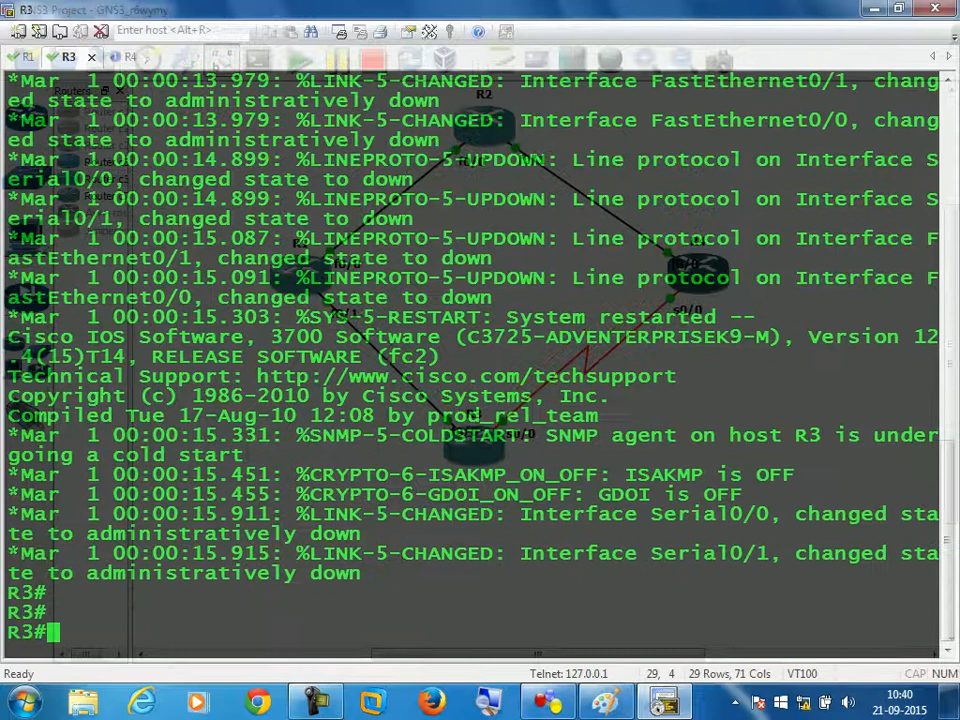 R3
GNS3 Project - GNS3
Enter host <Alt+R>
R1
R3
R4
R2
*Mar  1 00:00:13.979: %LINK-5-CHANGED: Interface FastEthernet0/1, chang
ed state to administratively down
*Mar  1 00:00:13.979: %LINK-5-CHANGED: Interface FastEthernet0/0, chang
ed state to administratively down
*Mar  1 00:00:14.899: %LINEPROTO-5-UPDOWN: Line protocol on Interface S
erial0/0, changed state to down
*Mar  1 00:00:14.899: %LINEPROTO-5-UPDOWN: Line protocol on Interface S
erial0/1, changed state to down
*Mar  1 00:00:15.087: %LINEPROTO-5-UPDOWN: Line protocol on Interface F
astEthernet0/1, changed state to down
*Mar  1 00:00:15.091: %LINEPROTO-5-UPDOWN: Line protocol on Interface F
astEthernet0/0, changed state to down
*Mar  1 00:00:15.303: %SYS-5-RESTART: System restarted --
Cisco IOS Software, 3700 Software (C3725-ADVENTERPRISEK9-M), Version 12
.4(15)T14, RELEASE SOFTWARE (fc2)
Technical Support: http://www.cisco.com/techsupport
Copyright (c) 1986-2010 by Cisco Systems, Inc.
Compiled Tue 17-Aug-10 12:08 by prod_rel_team
*Mar  1 00:00:15.331: %SNMP-5-COLDSTART: SNMP agent on host R3 is under
going a cold start
*Mar  1 00:00:15.451: %CRYPTO-6-ISAKMP_ON_OFF: ISAKMP is OFF
*Mar  1 00:00:15.455: %CRYPTO-6-GDOI_ON_OFF: GDOI is OFF
*Mar  1 00:00:15.911: %LINK-5-CHANGED: Interface Serial0/0, changed sta
te to administratively down
*Mar  1 00:00:15.915: %LINK-5-CHANGED: Interface Serial0/1, changed sta
te to administratively down
R3#
R3#
R3#
Ready
Telnet: 127.0.0.1
29, 4
29 Rows, 71 Cols
VT100
CAP
NUM
10:40
21-09-2015